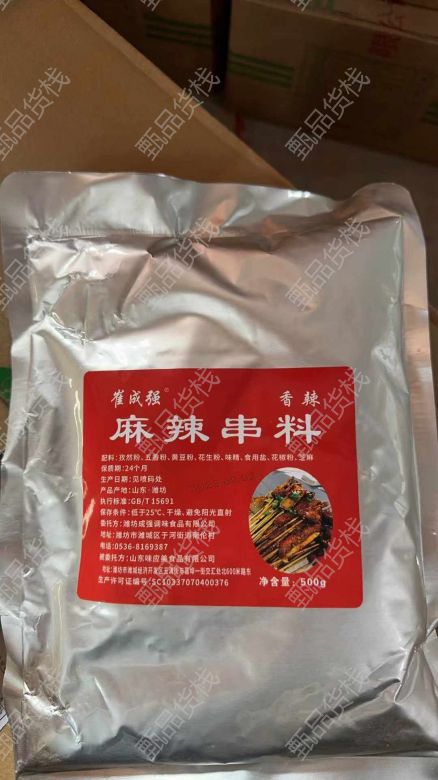 崔成强® 香辣
麻辣串料
配料:孜然粉、五香粉、黄豆粉、花生粉、味精、食用盐、花椒粉、芝麻
保质期:24个月
生产日期:见喷码处
产品产地:山东·潍坊
执行标准:GB/T 15691
保存条件:低于25℃、干燥、避免阳光直射
委托方:潍坊成强调味食品有限公司
地址:潍坊市潍城区于河街道南伦村
电话:0536-8169387
被委托方:山东味应美食品有限公司
生产许可证编号:SC10337070400376
净含量:500g
甄品货栈